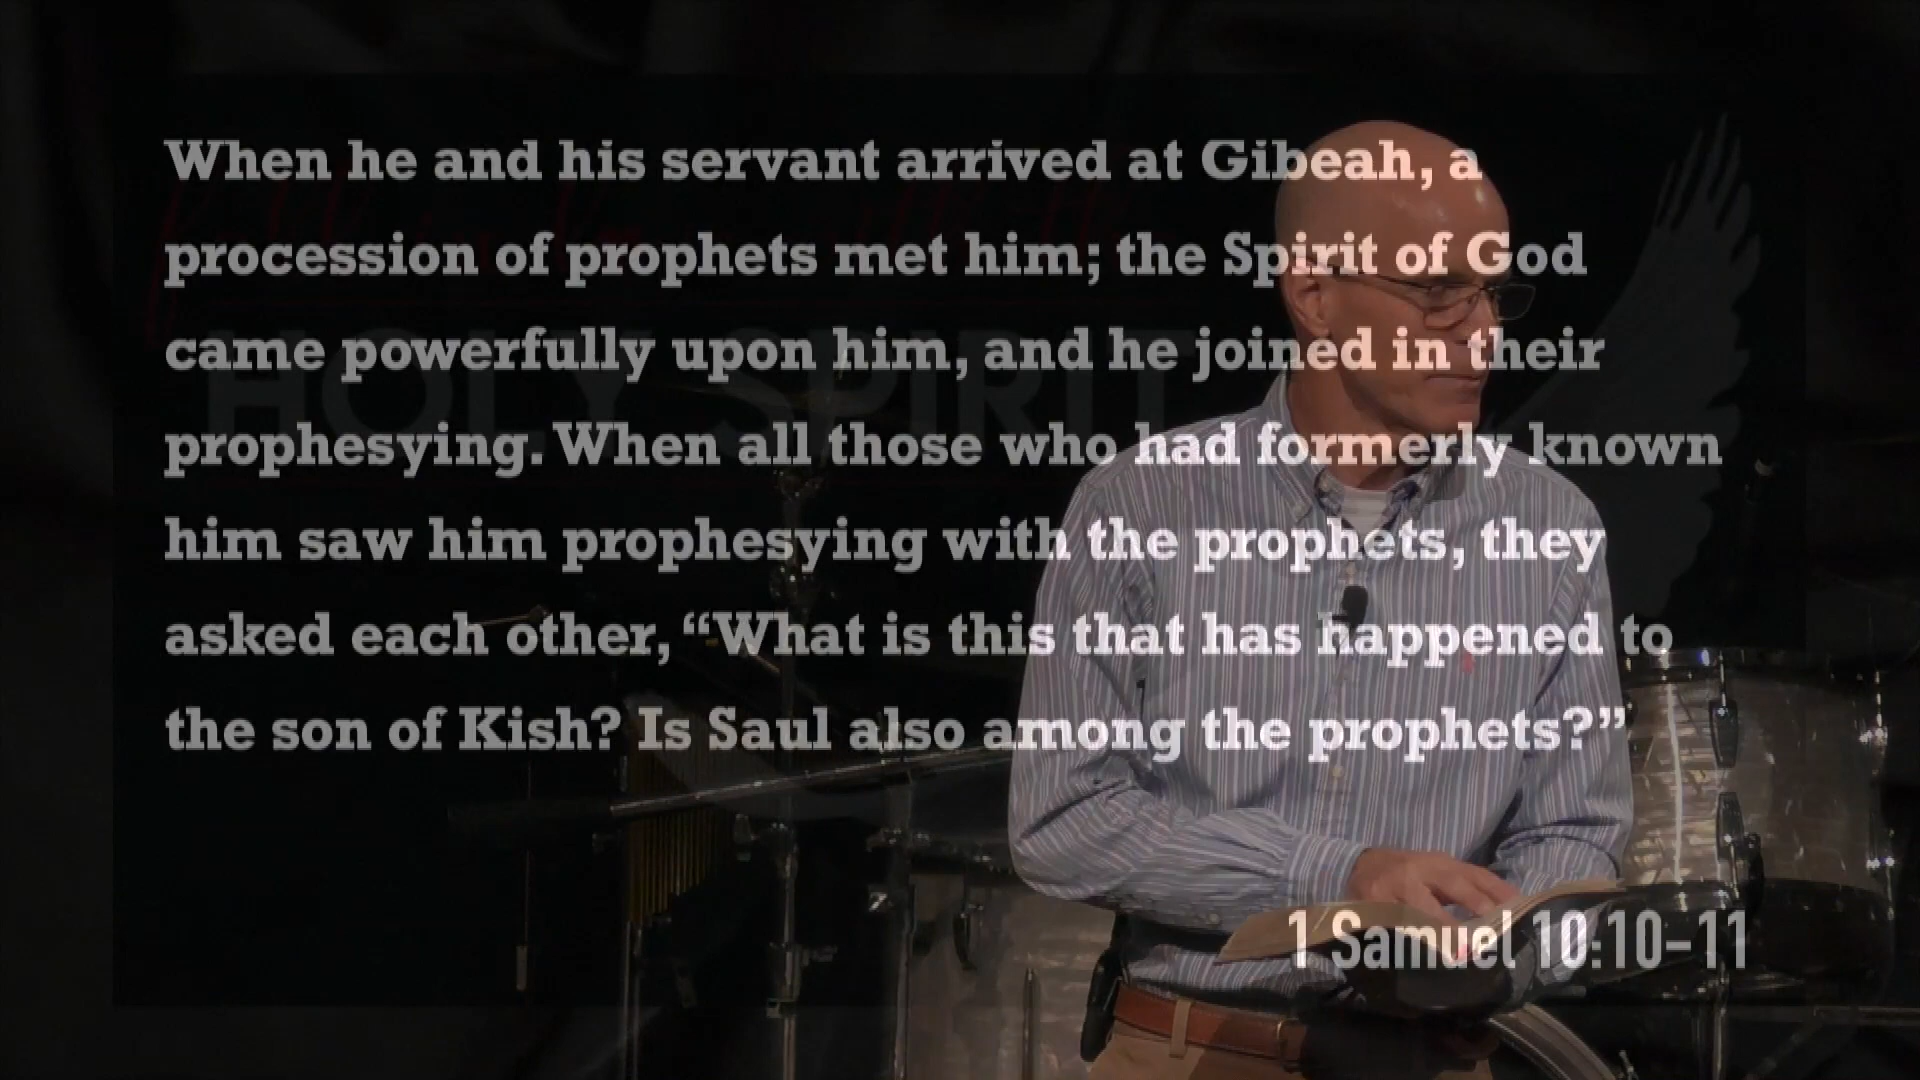 When he and his servant arrived at Gibeah, a
procession of prophets met him; the Spirit of God
came powerfully upon him, and he joined in their
prophesying. When all those who had formerly known
him saw him prophesying with the prophets, they
asked each other, “What is this that has happened to
the son of Kish? Is Saul also among the prophets?”
1 Samuel 10:10–11
HOLY SPIRIT